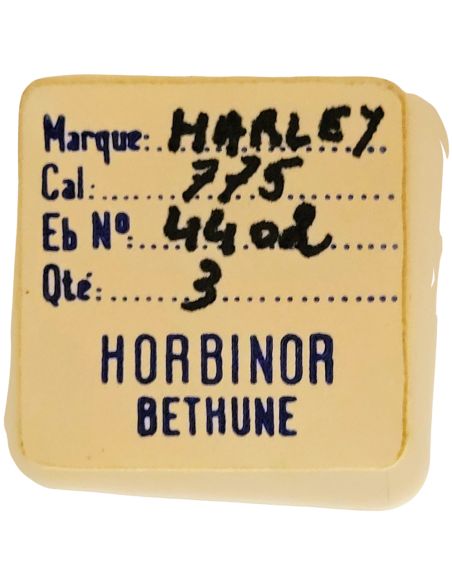 Marque: HARLEY
Cal: 775
Eb Nº: 4402
Qté: 3
HORBINOR
BETHUNE